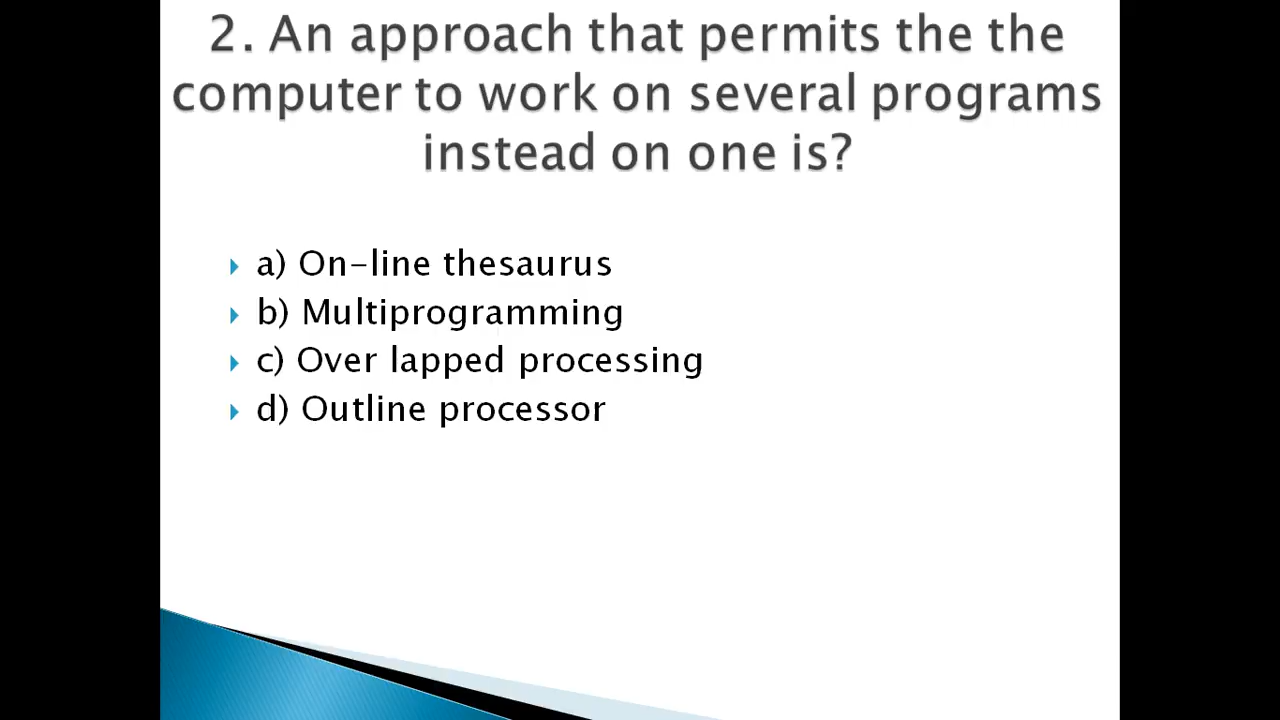 2. An approach that permits the the
computer to work on several programs
instead on one is?
a) On-line thesaurus
b) Multiprogramming
c) Over lapped processing
d) Outline processor